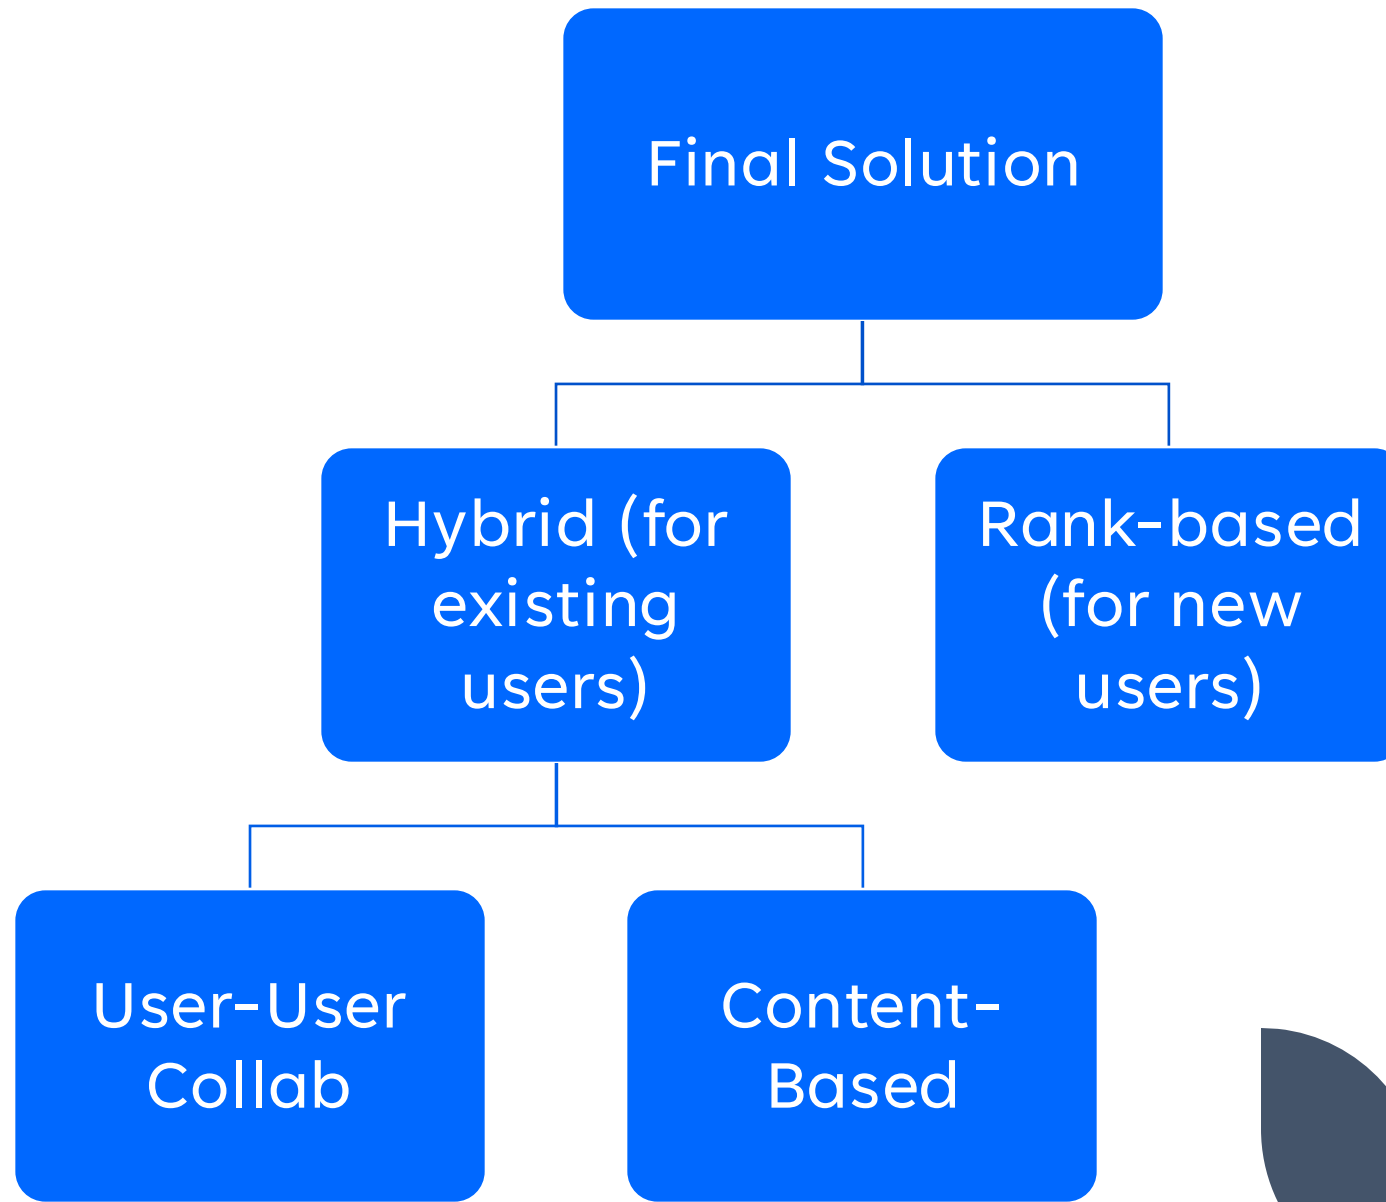 Final Solution
Hybrid (for
existing
users)
Rank-based
(for new
users)
User-User
Collab
Content-
Based